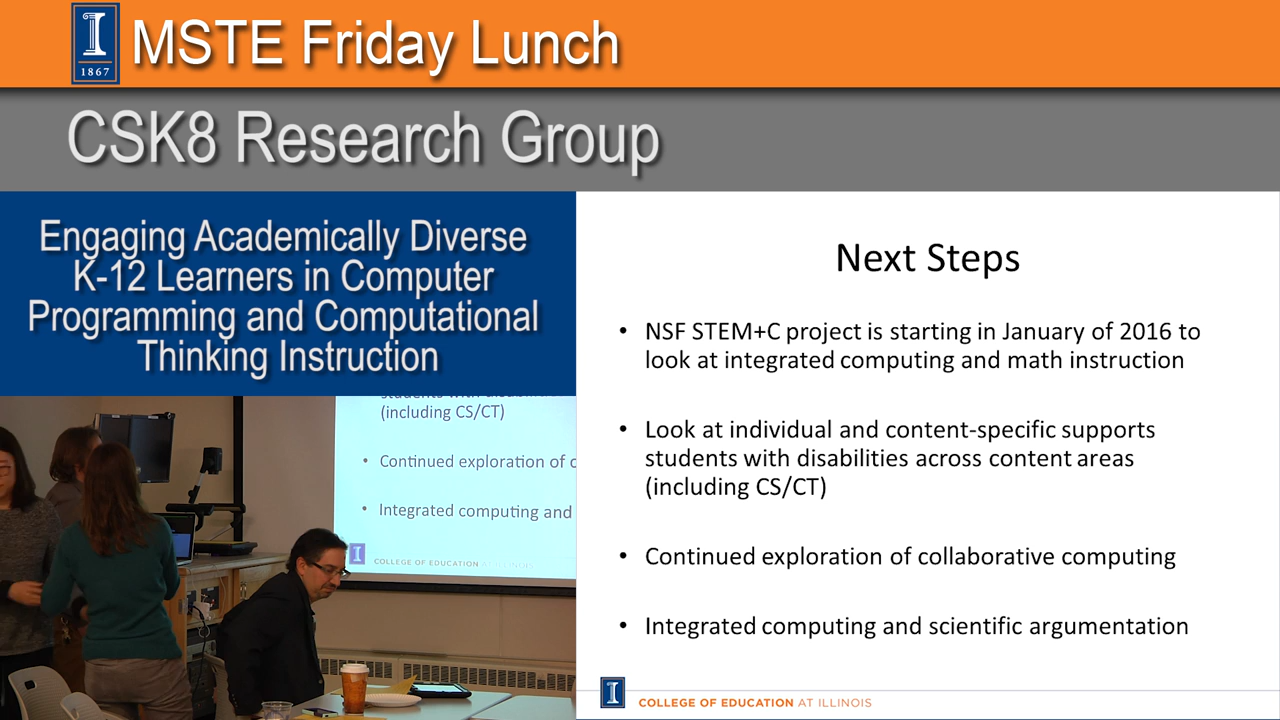 I
1867
MSTE Friday Lunch
CSK8 Research Group
Engaging Academically Diverse
K-12 Learners in Computer
Programming and Computational
Thinking Instruction
Next Steps
• NSF STEM+C project is starting in January of 2016 to
look at integrated computing and math instruction
• Look at individual and content-specific supports
students with disabilities across content areas
(including CS/CT)
• Continued exploration of collaborative computing
• Integrated computing and scientific argumentation
I
COLLEGE OF EDUCATION AT ILLINOIS
students with
(including CS/CT)
• Continued exploration of c
• Integrated computing and
I
COLLEGE OF EDUCATION AT ILLINOIS